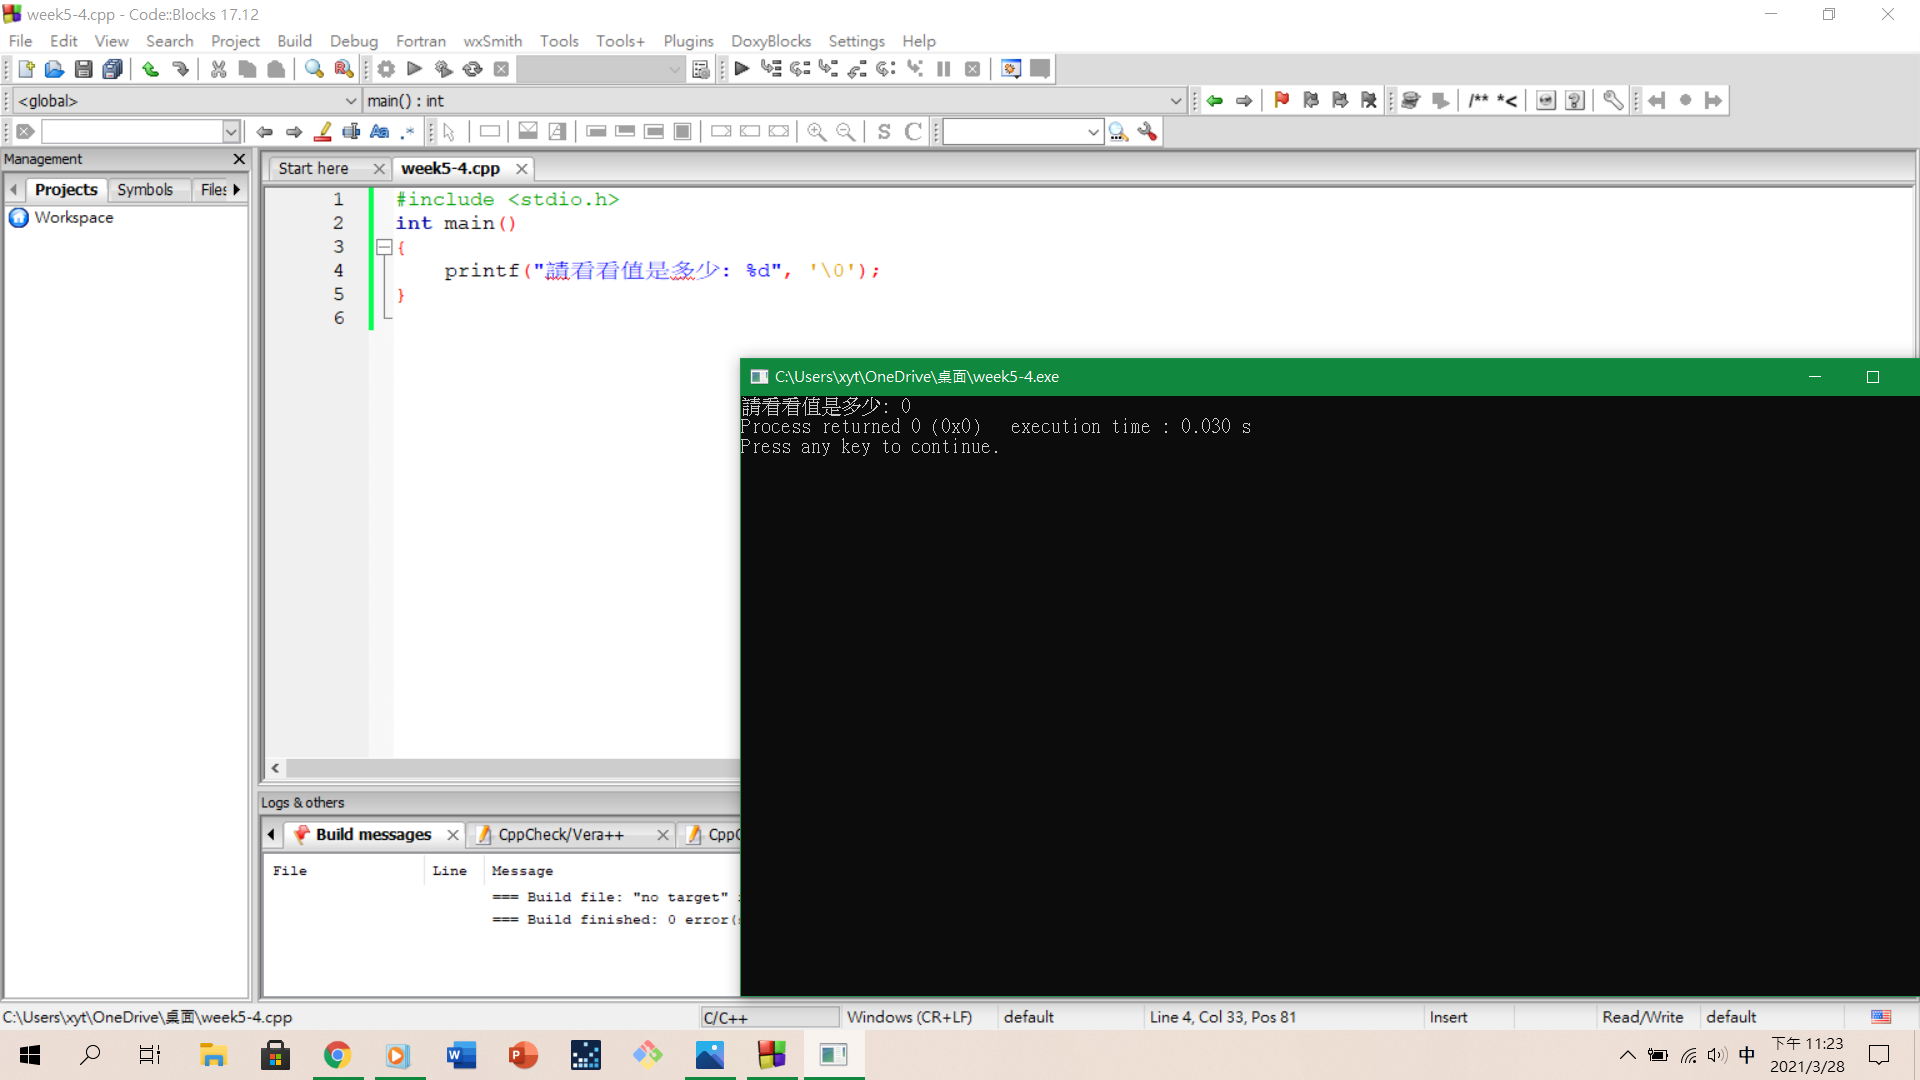 week5-4.cpp - Code::Blocks 17.12
File Edit View Search Project Build Debug Fortran wxSmith Tools Tools+ Plugins DoxyBlocks Settings Help
<global> main() : int
/** *<
S C
Management
Projects Symbols Files
Workspace
Start here week5-4.cpp
1 #include <stdio.h>
2 int main()
3 {
4 printf("請看看值是多少: %d", '\0');
5 }
6
C:\Users\xyt\OneDrive\桌面\week5-4.exe
請看看值是多少: 0
Process returned 0 (0x0)   execution time : 0.030 s
Press any key to continue.
Logs & others
Build messages CppCheck/Vera++
File Line Message
=== Build file: "no target"
=== Build finished: 0 error(
C:\Users\xyt\OneDrive\桌面\week5-4.cpp C/C++ Windows (CR+LF) default Line 4, Col 33, Pos 81 Insert Read/Write default
中 下午 11:23
2021/3/28